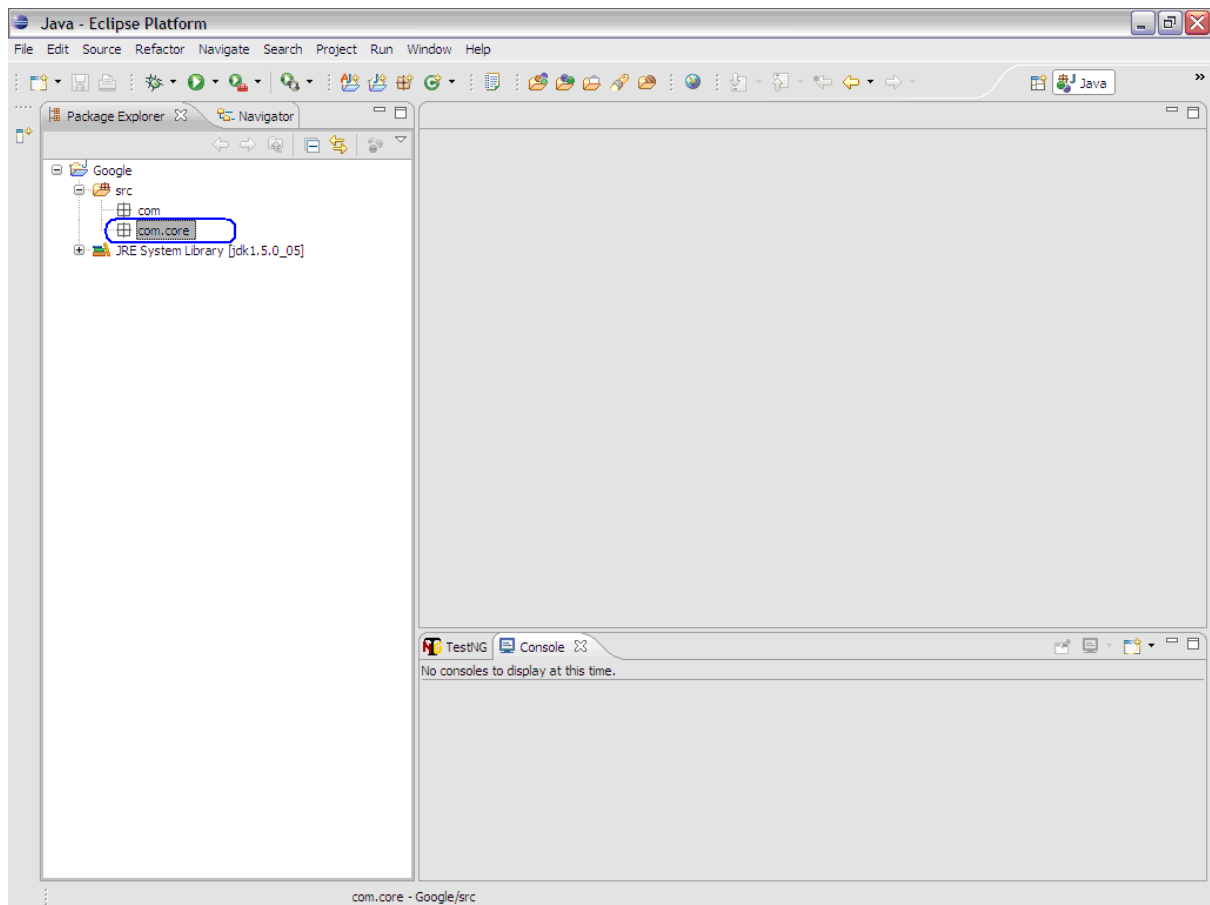 Java - Eclipse Platform
File Edit Source Refactor Navigate Search Project Run Window Help
Java
»
Package Explorer
Navigator
Google
src
com
com.core
JRE System Library [jdk1.5.0_05]
TestNG
Console
No consoles to display at this time.
com.core - Google/src